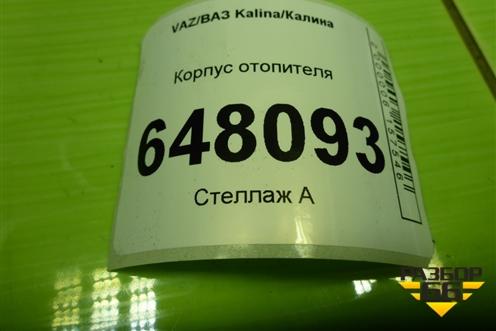 VAZ/ВАЗ Kalina/Калина
Корпус отопителя
648093
Стеллаж А
РАЗБОР
66